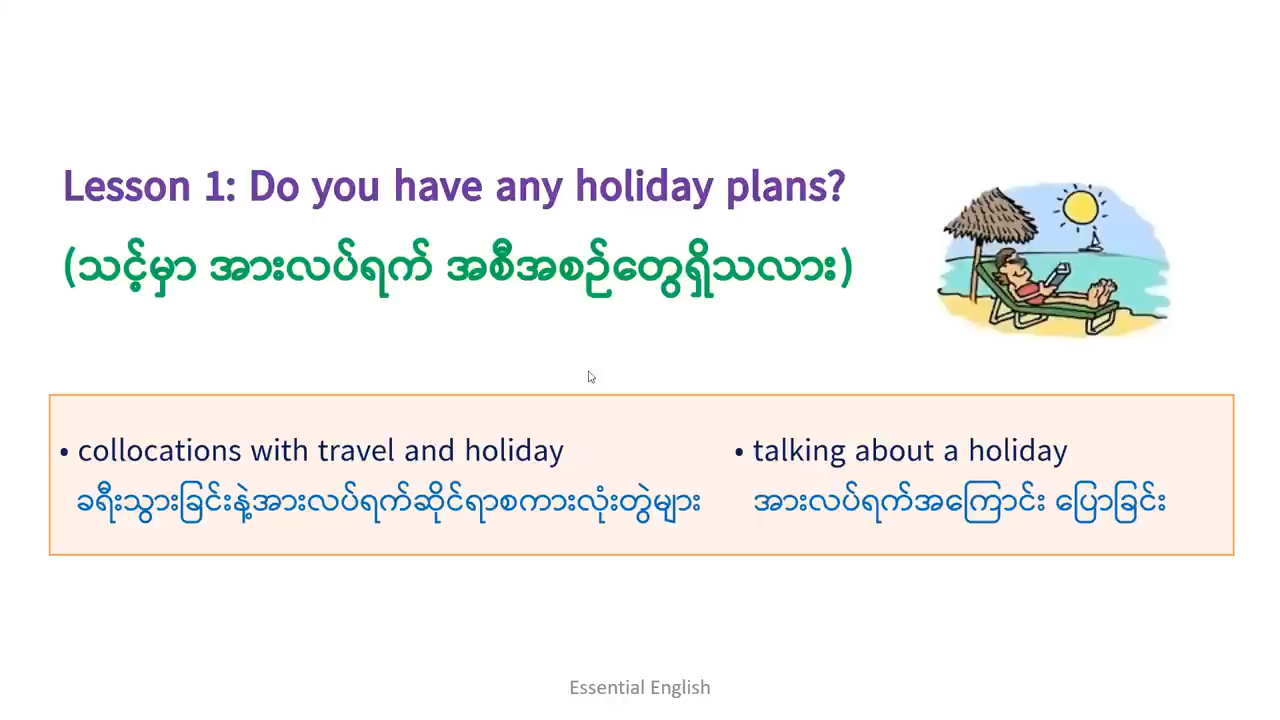 Lesson 1: Do you have any holiday plans?
(သင့်မှာ အားလပ်ရက် အစီအစဉ်တွေရှိသလား)
• collocations with travel and holiday
ခရီးသွားခြင်းနဲ့အားလပ်ရက်ဆိုင်ရာစကားလုံးတွဲများ
• talking about a holiday
အားလပ်ရက်အကြောင်း ပြောခြင်း
Essential English